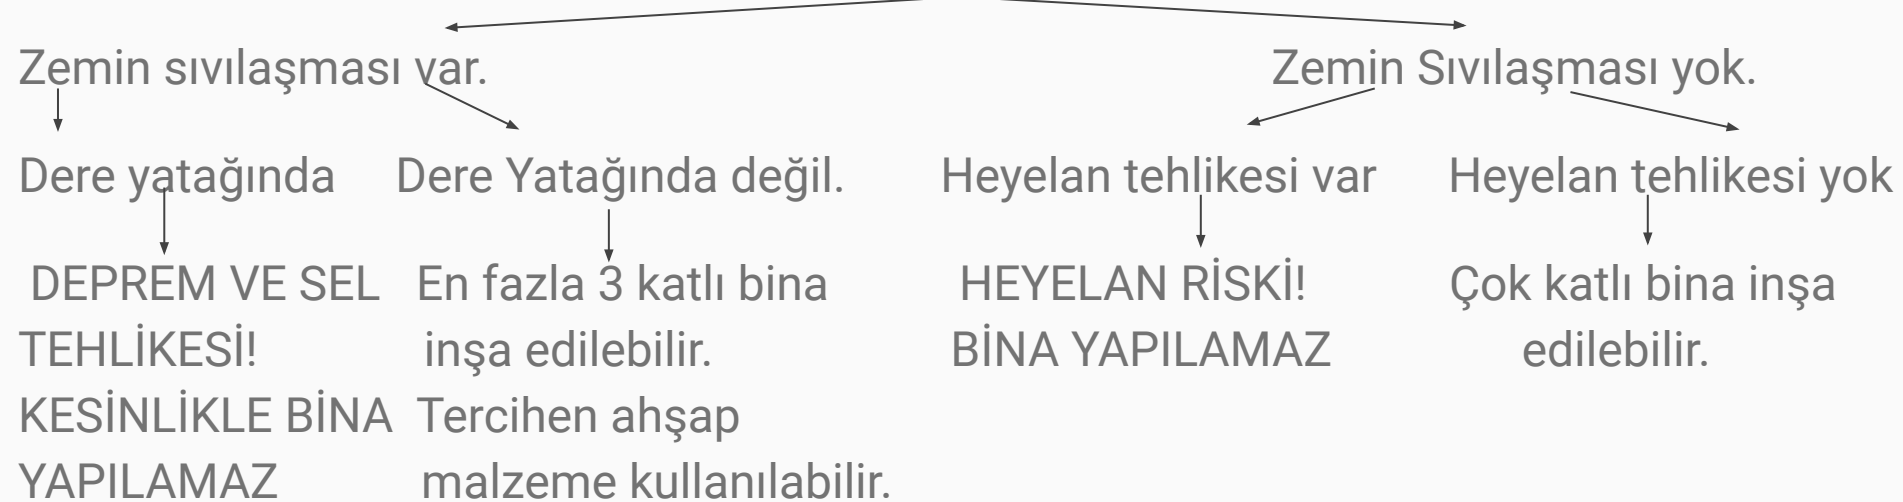 Zemin sıvılaşması var.
Zemin Sıvılaşması yok.
Dere yatağında
Dere Yatağında değil.
Heyelan tehlikesi var
Heyelan tehlikesi yok
DEPREM VE SEL
TEHLİKESİ!
KESİNLİKLE BİNA
YAPILAMAZ
En fazla 3 katlı bina
inşa edilebilir.
Tercihen ahşap
malzeme kullanılabilir.
HEYELAN RİSKİ!
BİNA YAPILAMAZ
Çok katlı bina inşa
edilebilir.